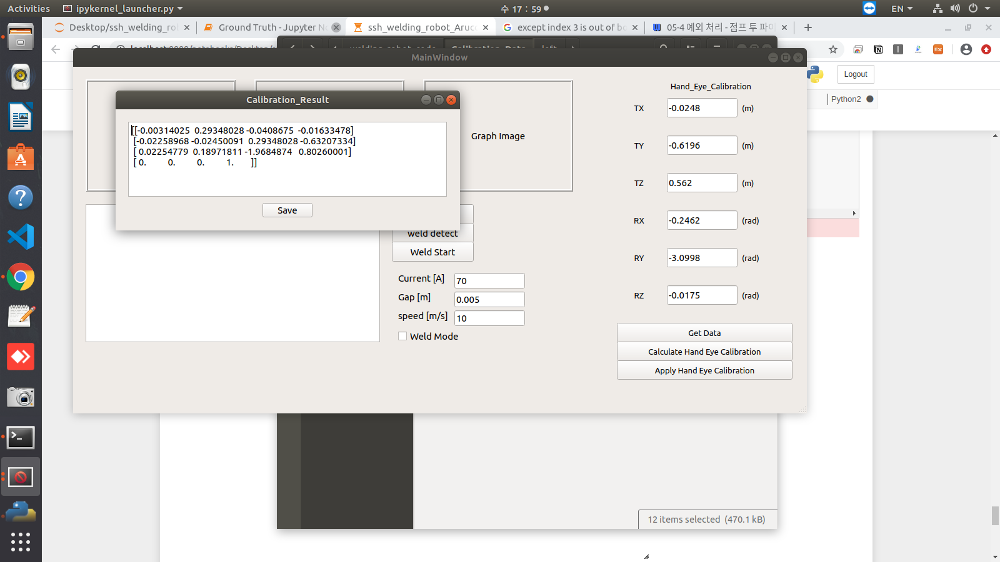 Activities
ipykernel_launcher.py
수 17 : 59
EN
Desktop/ssh_welding_ro
Ground Truth - Jupyter N
ssh_welding_robot_Aruc
except index 3 is out of bo
05-4 예외 처리 - 점프 투 파이
MainWindow
Logout
Python2
Calibration_Result
[[-0.00314025 0.29348028 -0.0408675 -0.01633478]
[-0.02258968 -0.02450091 0.29348028 -0.63207334]
[ 0.02254779 0.18971811 -1.9684874 0.80260001]
[ 0. 0. 0. 1. ]]
Save
Graph Image
weld detect
Weld Start
Current [A]
70
Gap [m]
0.005
speed [m/s]
10
Weld Mode
Hand_Eye_Calibration
TX
-0.0248
(m)
TY
-0.6196
(m)
TZ
0.562
(m)
RX
-0.2462
(rad)
RY
-3.0998
(rad)
RZ
-0.0175
(rad)
Get Data
Calculate Hand Eye Calibration
Apply Hand Eye Calibration
12 items selected (470.1 kB)